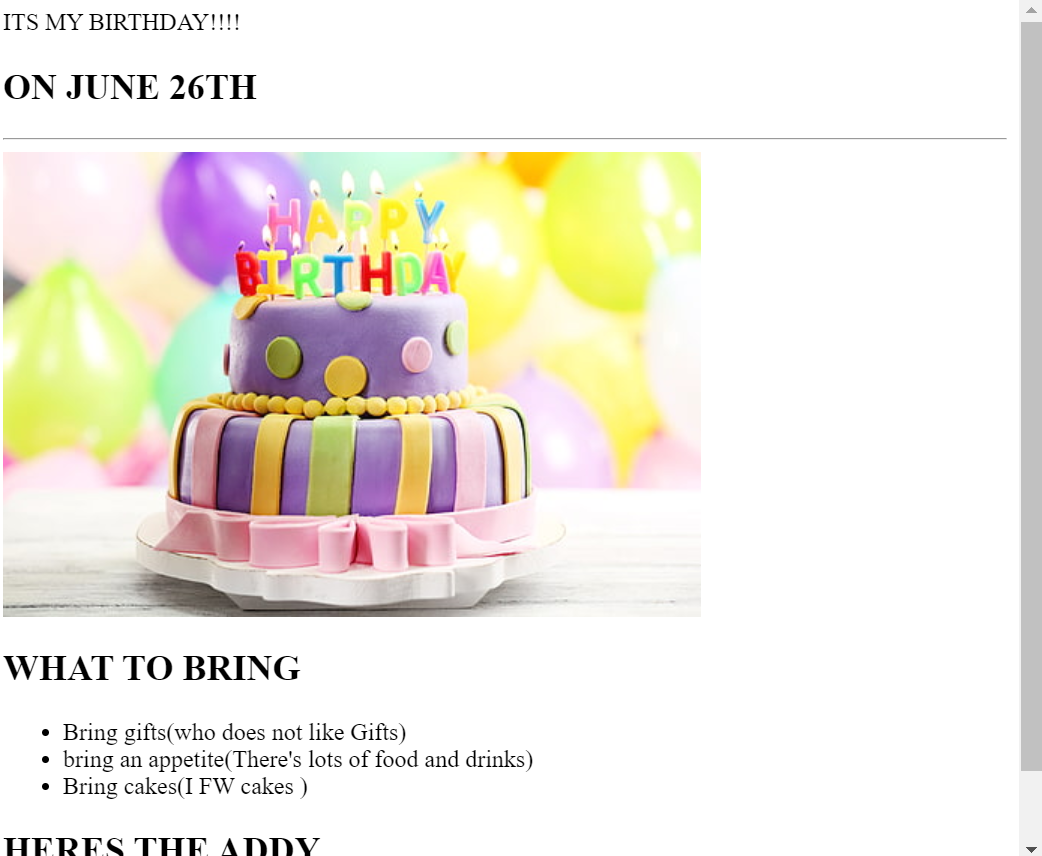 ITS MY BIRTHDAY!!!!
ON JUNE 26TH
HAPPY
BIRTHDAY
WHAT TO BRING
• Bring gifts(who does not like Gifts)
• bring an appetite(There's lots of food and drinks)
• Bring cakes(I FW cakes )
HERES THE ADDY